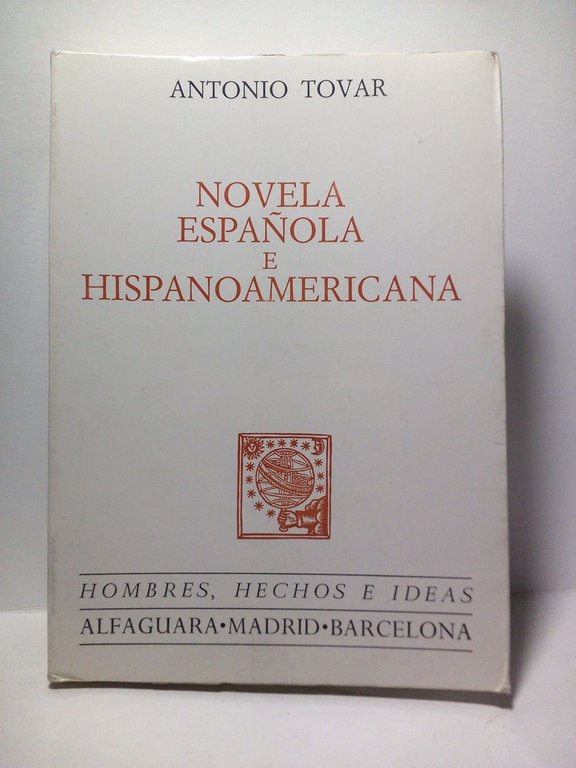 ANTONIO TOVAR
NOVELA
ESPAÑOLA
E
HISPANOAMERICANA
HOMBRES, HECHOS E IDEAS
ALFAGUARA•MADRID•BARCELONA